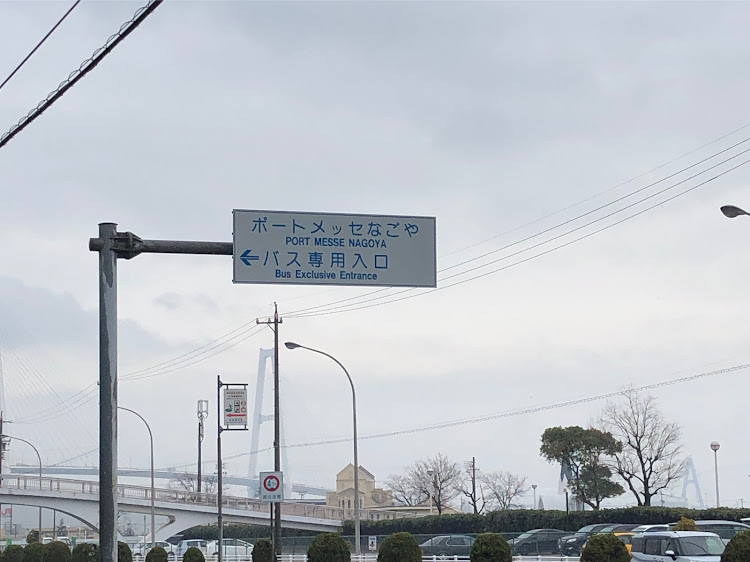 ポートメッセなごや
PORT MESSE NAGOYA
←バス専用入口
Bus Exclusive Entrance